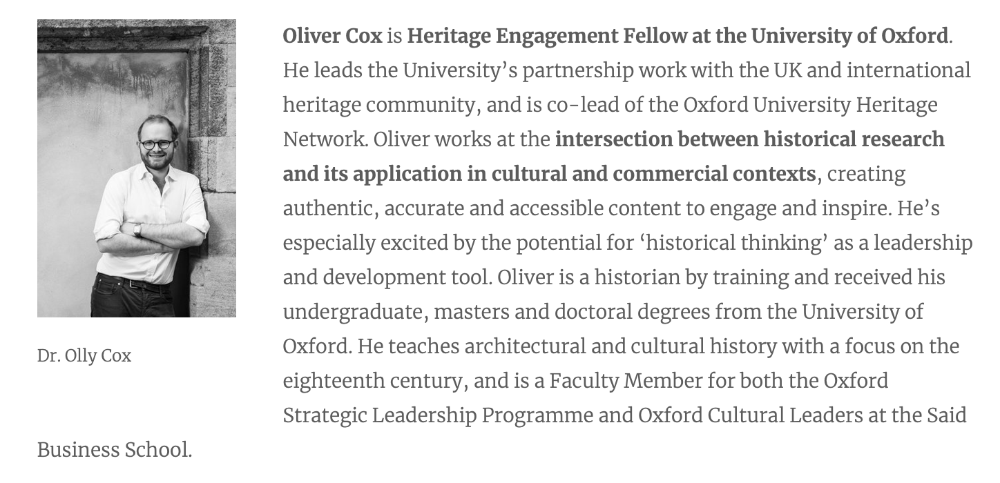 Oliver Cox is Heritage Engagement Fellow at the University of Oxford.
He leads the University’s partnership work with the UK and international
heritage community, and is co-lead of the Oxford University Heritage
Network. Oliver works at the intersection between historical research
and its application in cultural and commercial contexts, creating
authentic, accurate and accessible content to engage and inspire. He’s
especially excited by the potential for ‘historical thinking’ as a leadership
and development tool. Oliver is a historian by training and received his
undergraduate, masters and doctoral degrees from the University of
Oxford. He teaches architectural and cultural history with a focus on the
eighteenth century, and is a Faculty Member for both the Oxford
Strategic Leadership Programme and Oxford Cultural Leaders at the Said
Business School.
Dr. Olly Cox